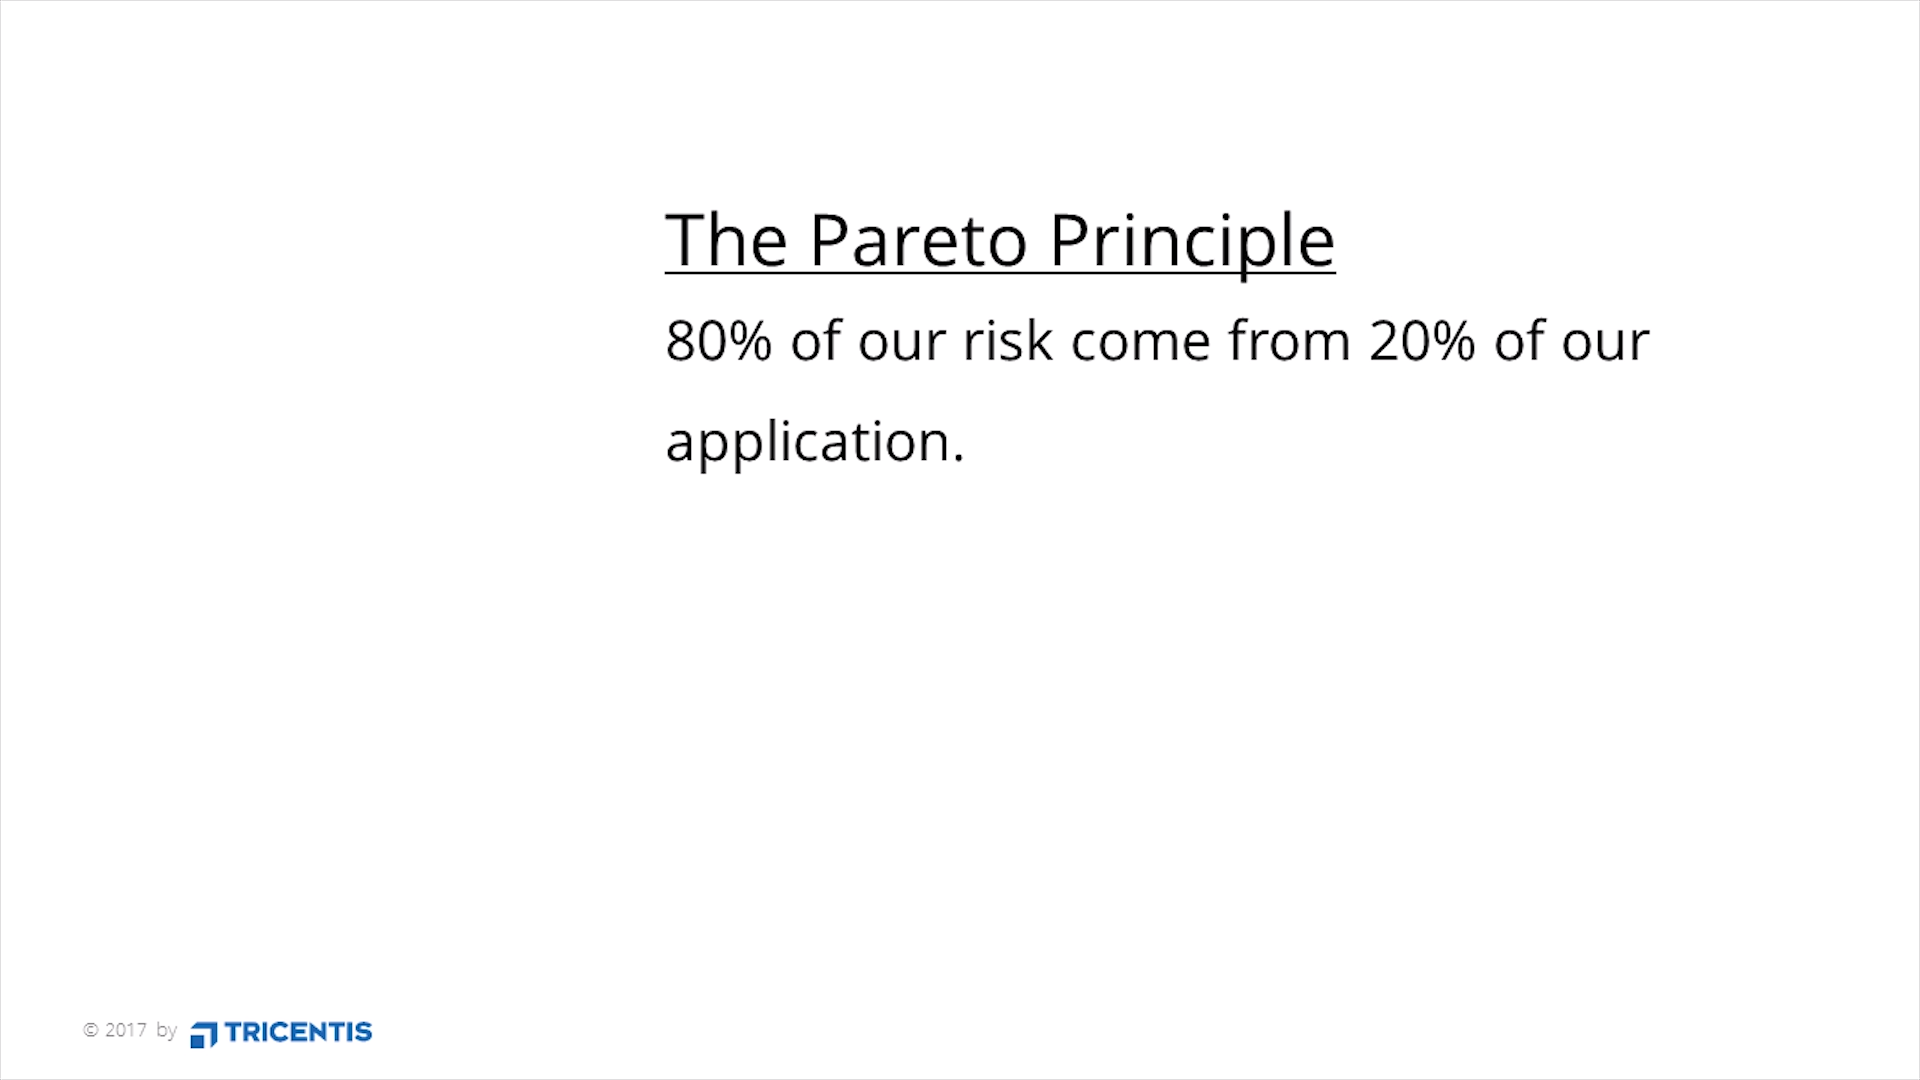 The Pareto Principle
80% of our risk come from 20% of our
application.
© 2017 by TRICENTIS